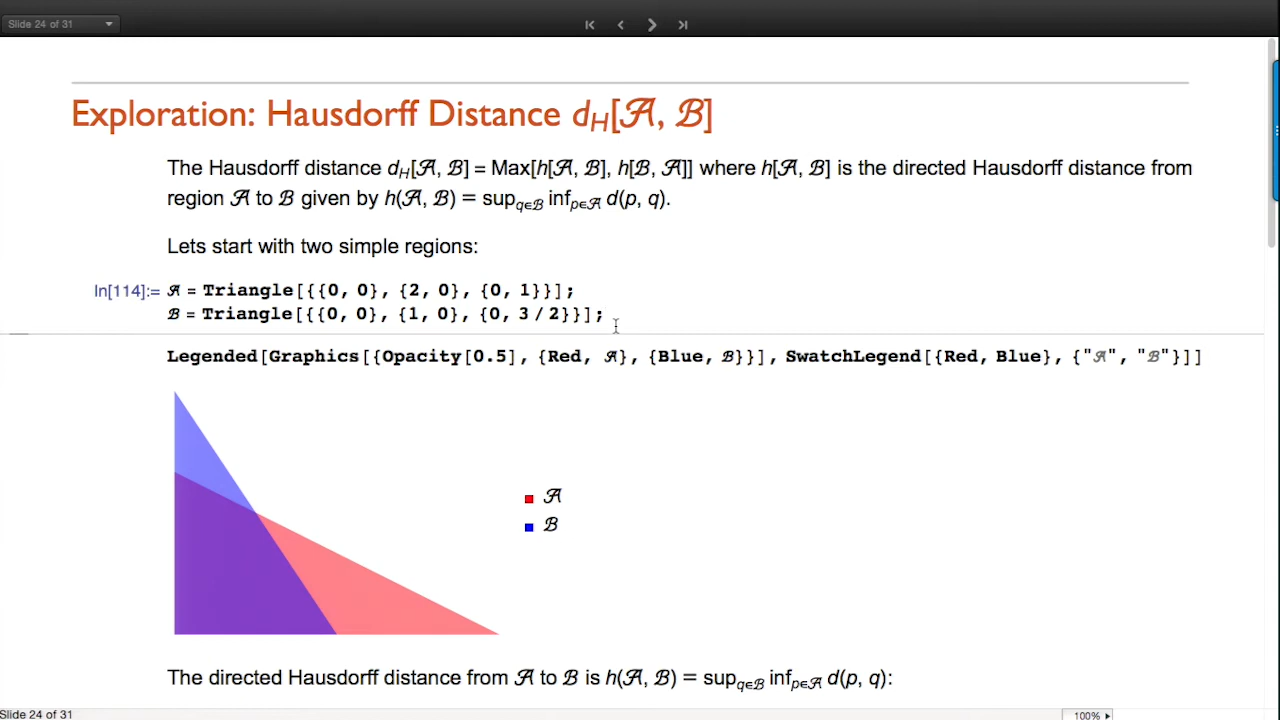 Slide 24 of 31
Exploration: Hausdorff Distance d_H[𝒜, ℬ]
The Hausdorff distance d_H[𝒜, ℬ] = Max[h[𝒜, ℬ], h[ℬ, 𝒜]] where h[𝒜, ℬ] is the directed Hausdorff distance from
region 𝒜 to ℬ given by h(𝒜, ℬ) = sup_{q∈ℬ} inf_{p∈𝒜} d(p, q).
Lets start with two simple regions:
In[114]:= 𝒜 = Triangle[{{0, 0}, {2, 0}, {0, 1}}];
ℬ = Triangle[{{0, 0}, {1, 0}, {0, 3 / 2}}];
Legended[Graphics[{Opacity[0.5], {Red, 𝒜}, {Blue, ℬ}}], SwatchLegend[{Red, Blue}, {"𝒜", "ℬ"}]]
𝒜
ℬ
The directed Hausdorff distance from 𝒜 to ℬ is h(𝒜, ℬ) = sup_{q∈ℬ} inf_{p∈𝒜} d(p, q):
Slide 24 of 31
100%